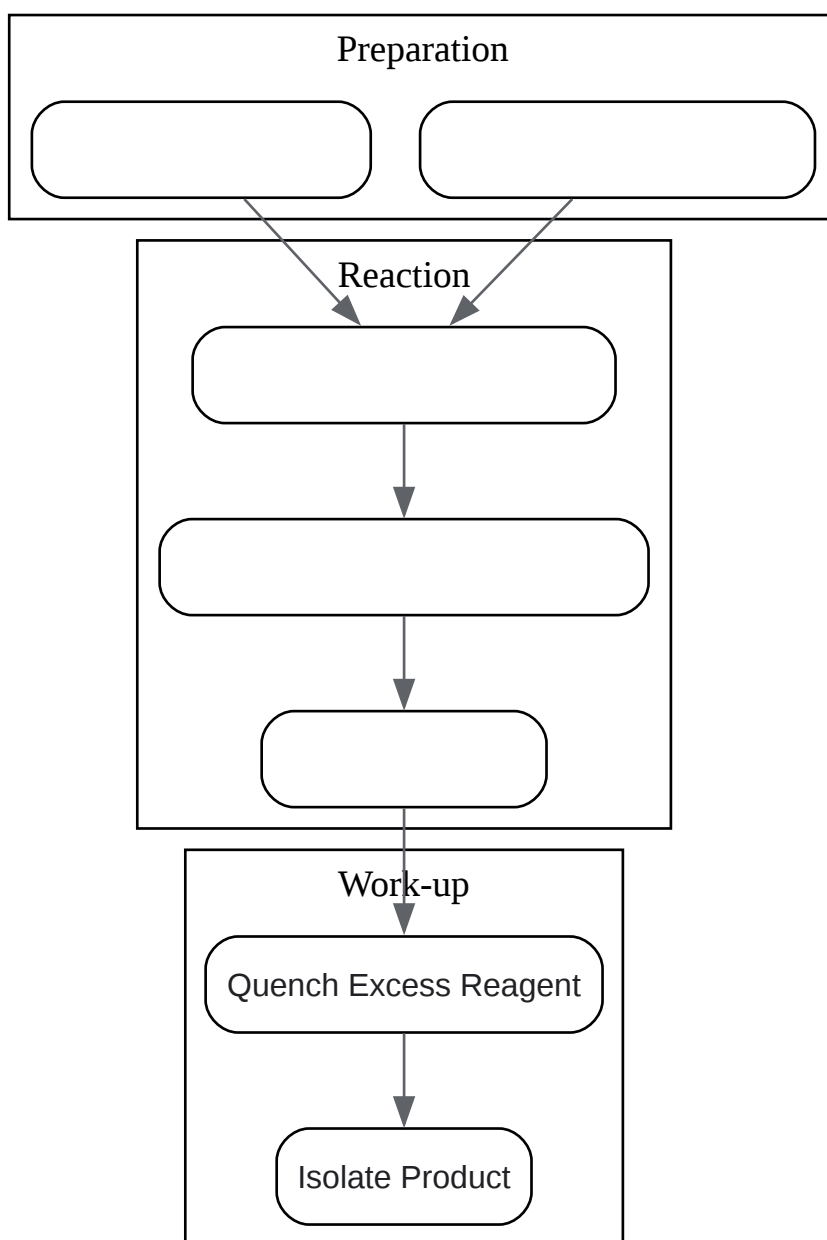 Preparation
Reaction
Work-up
Quench Excess Reagent
Isolate Product